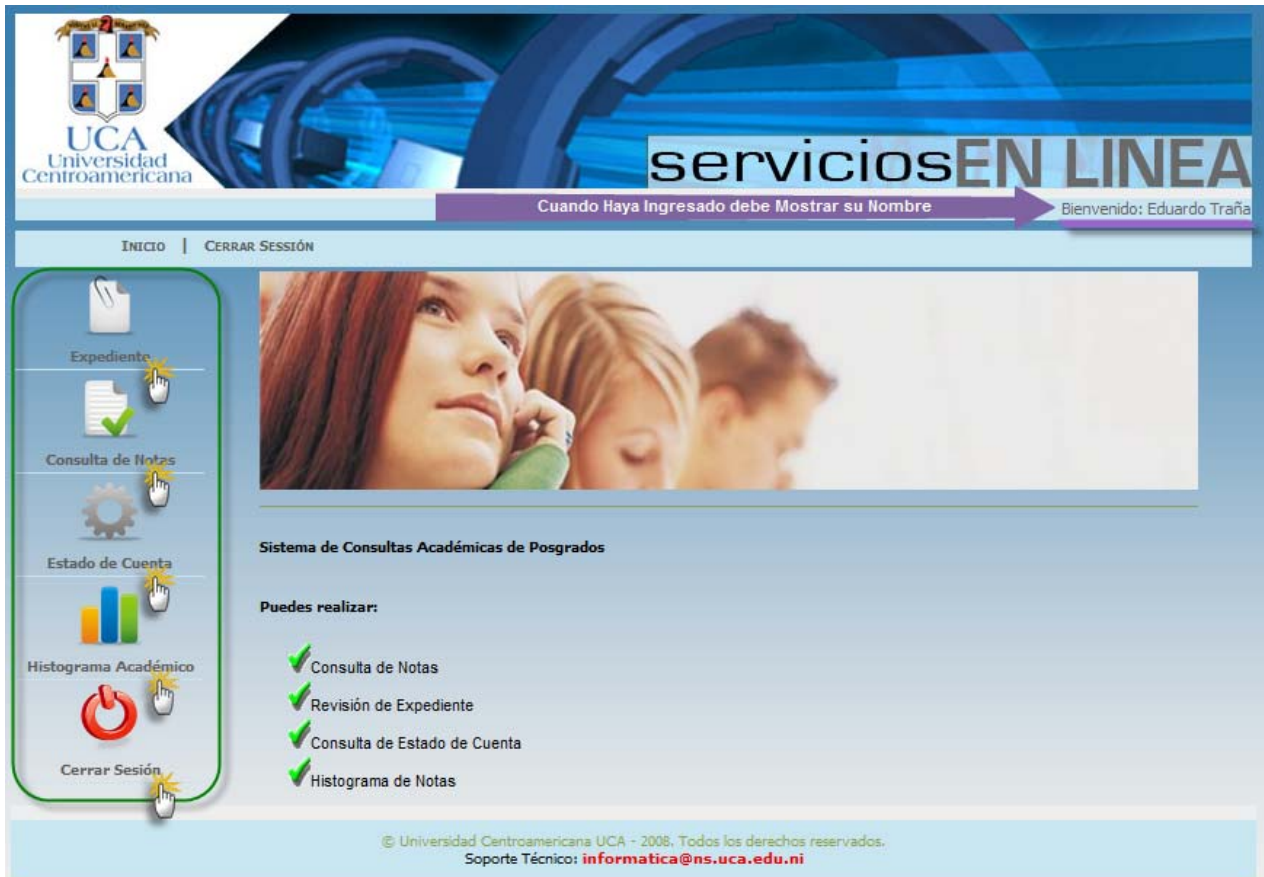 UCA
Universidad
Centroamericana
serviciosEN LINEA
Cuando Haya Ingresado debe Mostrar su Nombre
Bienvenido: Eduardo Traña
INICIO | CERRAR SESSIÓN
Expediente
Consulta de Notas
Estado de Cuenta
Histograma Académico
Cerrar Sesión
Sistema de Consultas Académicas de Posgrados
Puedes realizar:
Consulta de Notas
Revisión de Expediente
Consulta de Estado de Cuenta
Histograma de Notas
© Universidad Centroamericana UCA - 2008. Todos los derechos reservados.
Soporte Técnico: informatica@ns.uca.edu.ni